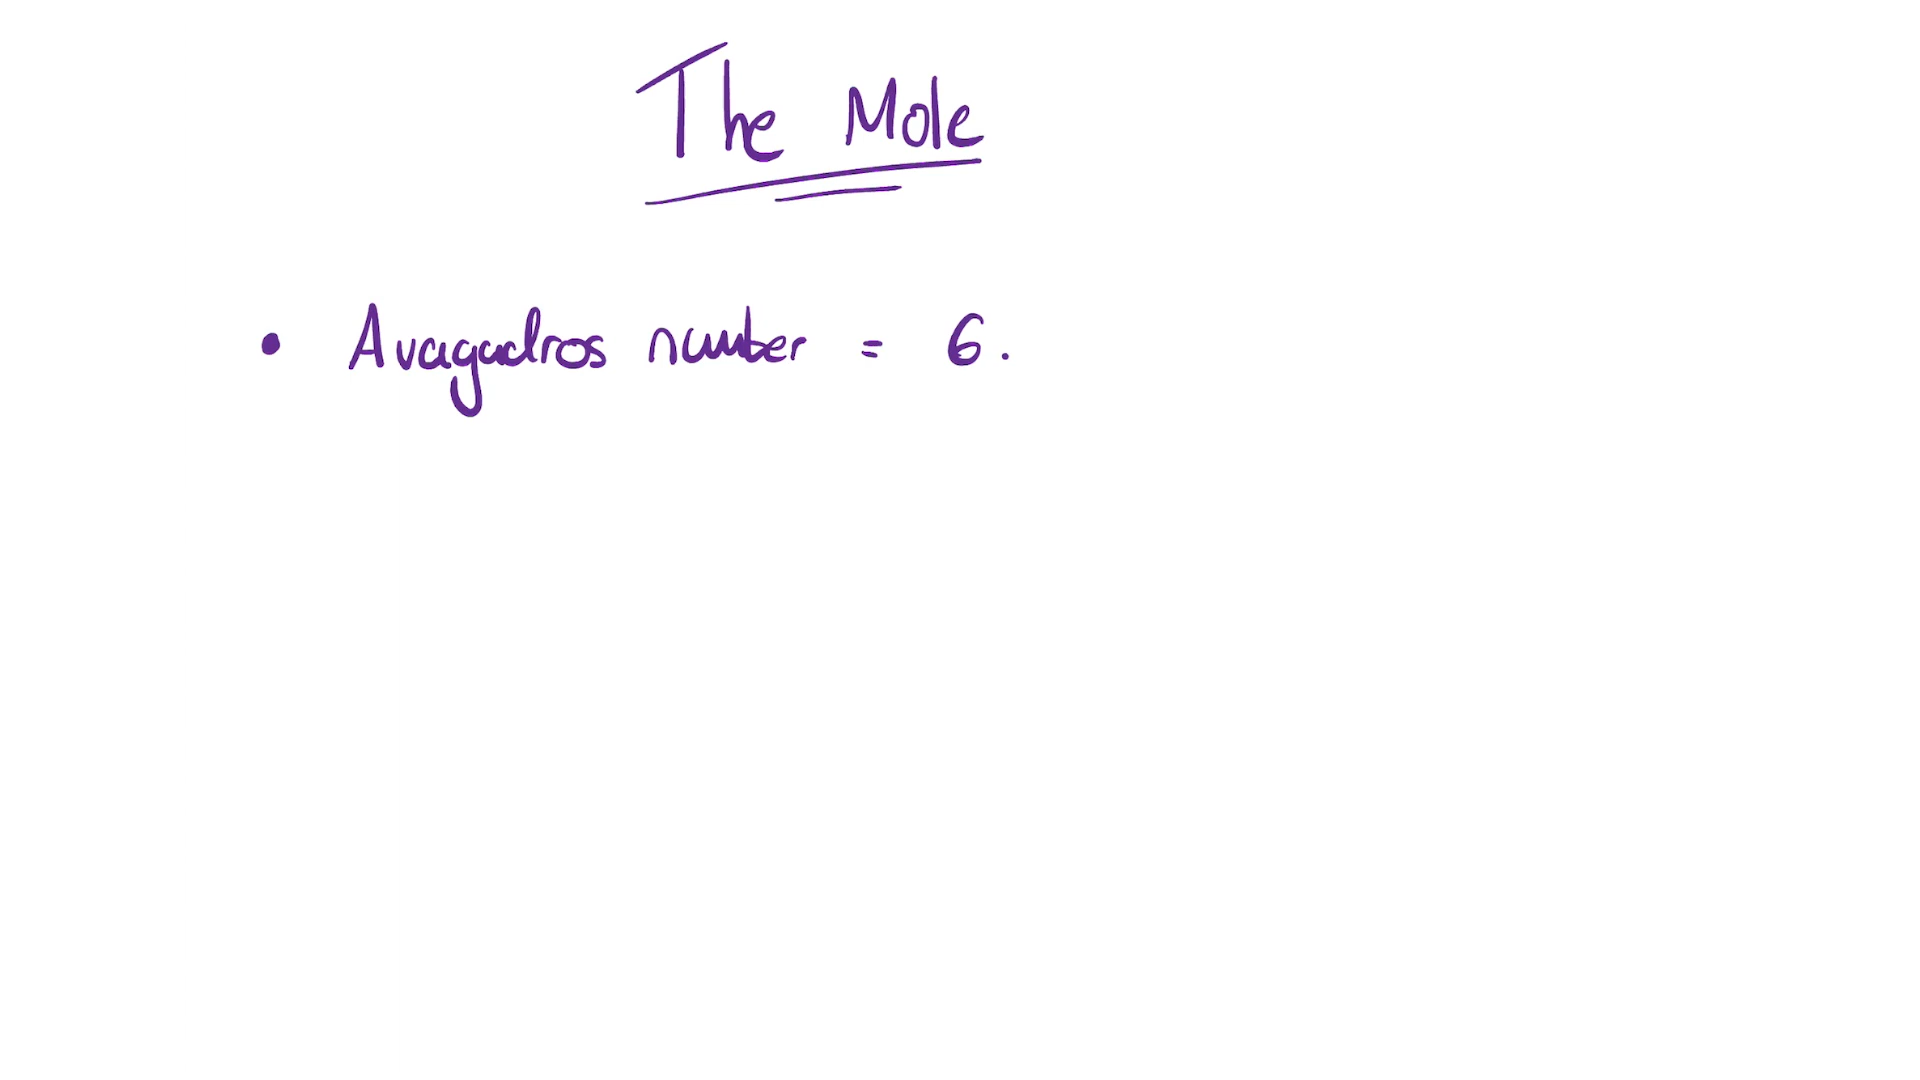 The Mole
• Avagadros number = 6.